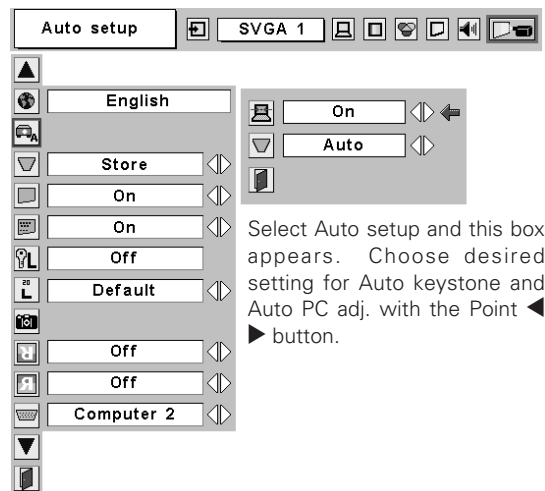 Auto setup
SVGA 1
English
Store
On
On
L Off
20
L Default
Off
Off
Computer 2
On
Auto
Select Auto setup and this box
appears. Choose desired
setting for Auto keystone and
Auto PC adj. with the Point ◀
▶ button.